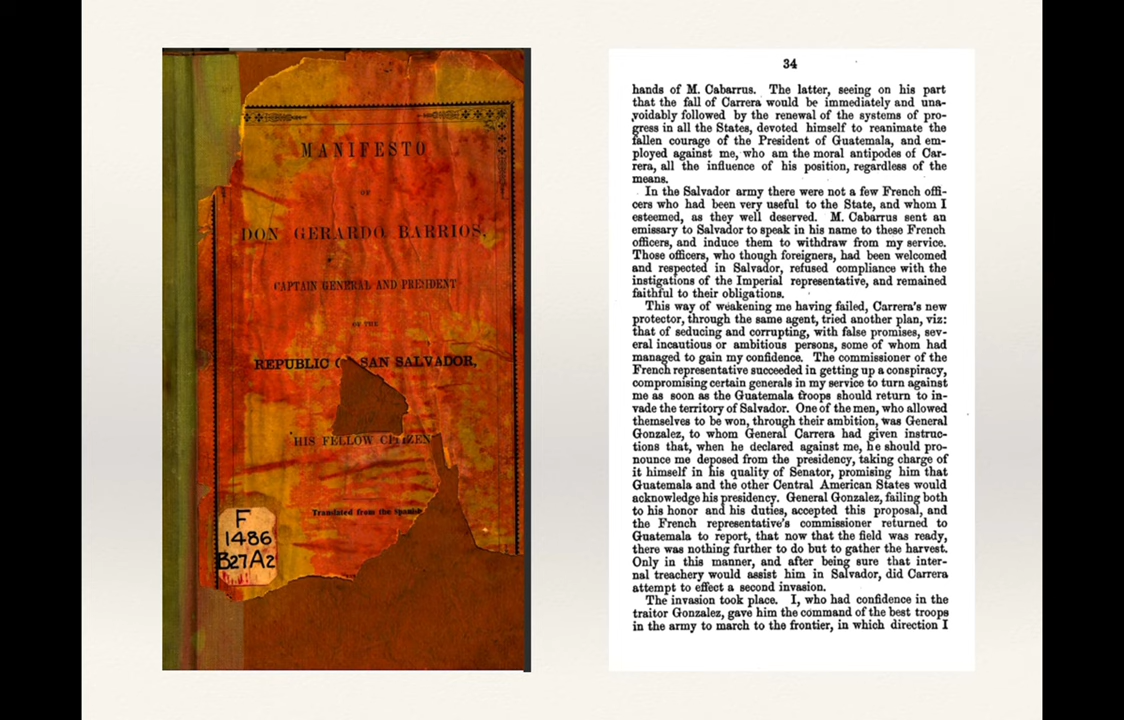 MANIFESTO
OF
DON GERARDO BARRIOS,
CAPTAIN GENERAL AND PRESIDENT
OF THE
REPUBLIC SAN SALVADOR,
HIS FELLOW CITIZEN
Translated from the Spanish
F
1486
B27A2
34
hands of M. Cabarrus. The latter, seeing on his part
that the fall of Carrera would be immediately and una-
voidably followed by the renewal of the systems of pro-
gress in all the States, devoted himself to reanimate the
fallen courage of the President of Guatemala, and em-
ployed against me, who am the moral antipodes of Car-
rera, all the influence of his position, regardless of the
means.
In the Salvador army there were not a few French offi-
cers who had been very useful to the State, and whom I
esteemed, as they well deserved. M. Cabarrus sent an
emissary to Salvador to speak in his name to these French
officers, and induce them to withdraw from my service.
Those officers, who though foreigners, had been welcomed
and respected in Salvador, refused compliance with the
instigations of the Imperial representative, and remained
faithful to their obligations.
This way of weakening me having failed, Carrera's new
protector, through the same agent, tried another plan, viz:
that of seducing and corrupting, with false promises, sev-
eral incautious or ambitious persons, some of whom had
managed to gain my confidence. The commissioner of the
French representative succeeded in getting up a conspiracy,
compromising certain generals in my service to turn against
me as soon as the Guatemala troops should return to in-
vade the territory of Salvador. One of the men, who allowed
themselves to be won, through their ambition, was General
Gonzalez, to whom General Carrera had given instruc-
tions that, when he declared against me, he should pro-
nounce me deposed from the presidency, taking charge of
it himself in his quality of Senator, promising him that
Guatemala and the other Central American States would
acknowledge his presidency. General Gonzalez, failing both
to his honor and his duties, accepted this proposal, and
the French representative's commissioner returned to
Guatemala to report, that now that the field was ready,
there was nothing further to do but to gather the harvest.
Only in this manner, and after being sure that inter-
nal treachery would assist him in Salvador, did Carrera
attempt to effect a second invasion.
The invasion took place. I, who had confidence in the
traitor Gonzalez, gave him the command of the best troops
in the army to march to the frontier, in which direction I